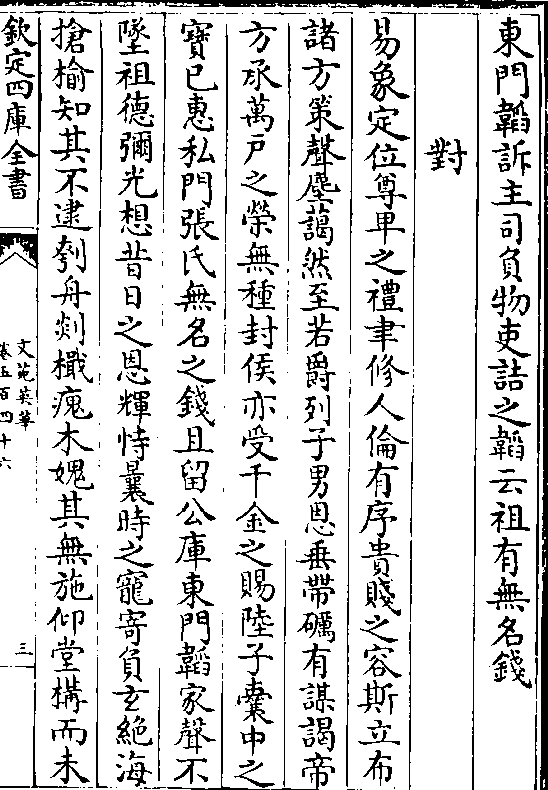 東門韜訴主司負物吏詰之韜云祖有無名錢
對
易象定位尊卑之禮聿修人倫有序貴賤之容斯立布
諸方策聲塵藹然至若爵列子男恩垂帶礪有謀謁帝
方承萬戸之榮無種封侯亦受千金之賜陸子橐中之
寶已惠私門張氏無名之錢且留公庫東門韜家聲不
墜祖德彌光想昔日之恩輝恃曩時之寵寄負玄絶海
搶榆知其不逮刳舟剡檝瘣木媿其無施仰堂構而未
欽定四庫全書
文苑英華
卷五百四十六
三